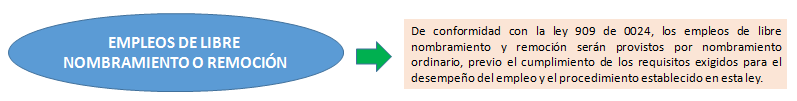 EMPLEOS DE LIBRE
NOMBRAMIENTO O REMOCIÓN
De conformidad con la ley 909 de 0024, los empleos de libre
nombramiento y remoción serán provistos por nombramiento
ordinario, previo el cumplimiento de los requisitos exigidos para el
desempeño del empleo y el procedimiento establecido en esta ley.